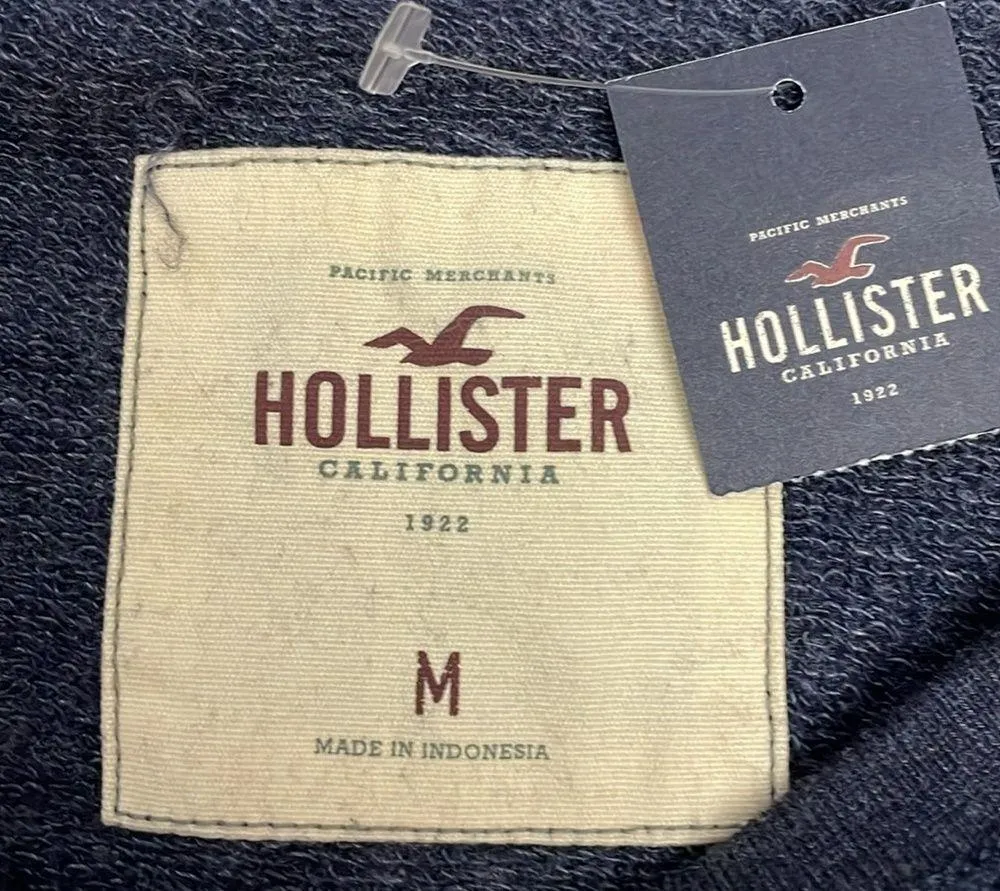 PACIFIC MERCHANTS
HOLLISTER
CALIFORNIA
1922
M
MADE IN INDONESIA
PACIFIC MERCHANTS
HOLLISTER
CALIFORNIA
1922